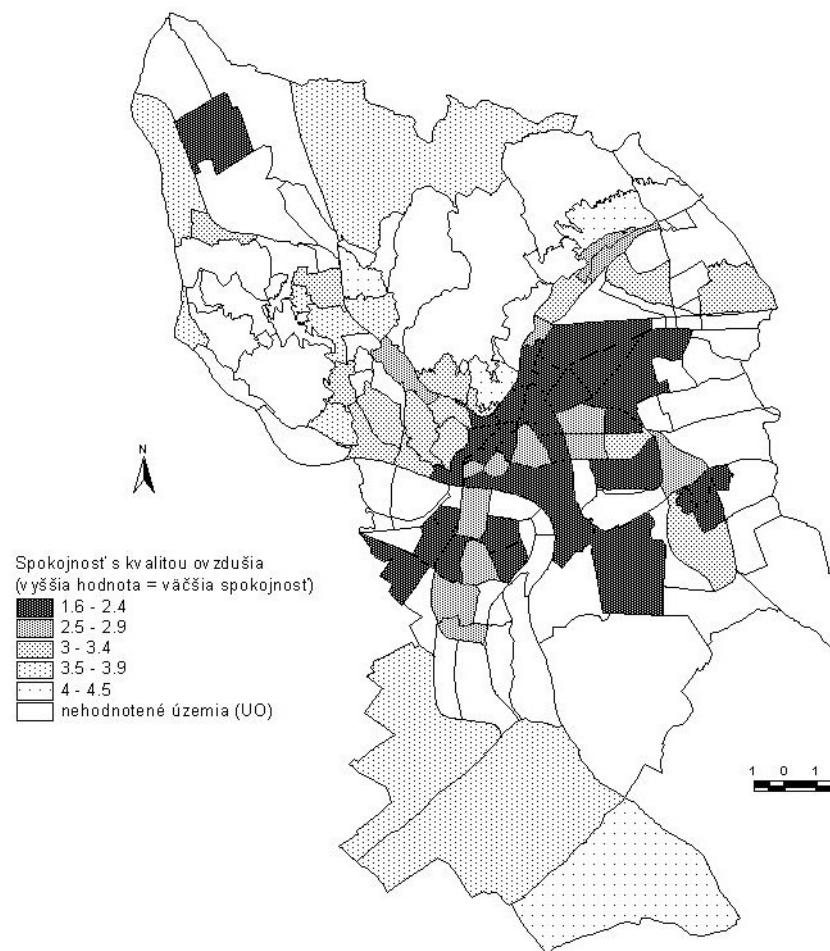 N
Spokojnosť s kvalitou ovzdušia
(vyššia hodnota = väčšia spokojnosť)
1.6 - 2.4
2.5 - 2.9
3 - 3.4
3.5 - 3.9
4 - 4.5
nehodnotené územia (UO)
1 0 1